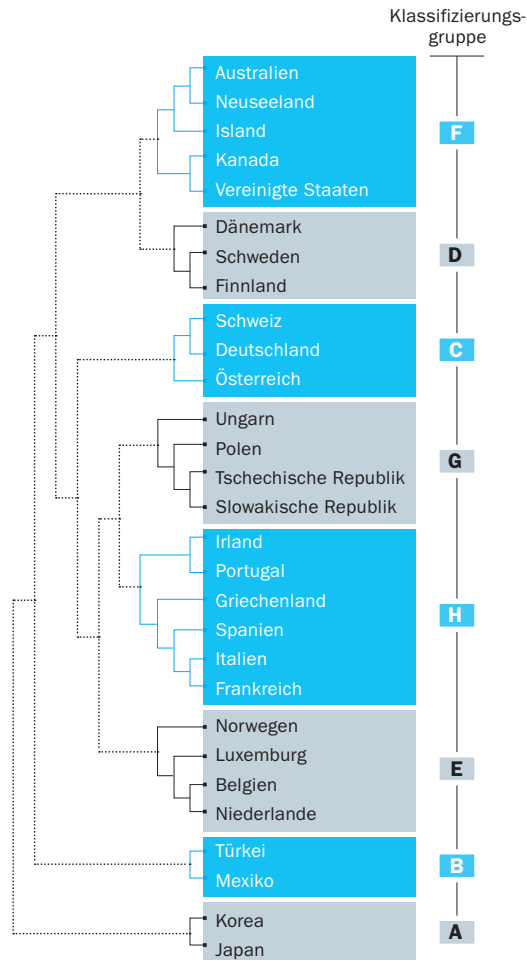 Klassifizierungs-
gruppe
Australien
Neuseeland
Island
Kanada
Vereinigte Staaten
F
Dänemark
Schweden
Finnland
D
Schweiz
Deutschland
Österreich
C
Ungarn
Polen
Tschechische Republik
Slowakische Republik
G
Irland
Portugal
Griechenland
Spanien
Italien
Frankreich
H
Norwegen
Luxemburg
Belgien
Niederlande
E
Türkei
Mexiko
B
Korea
Japan
A